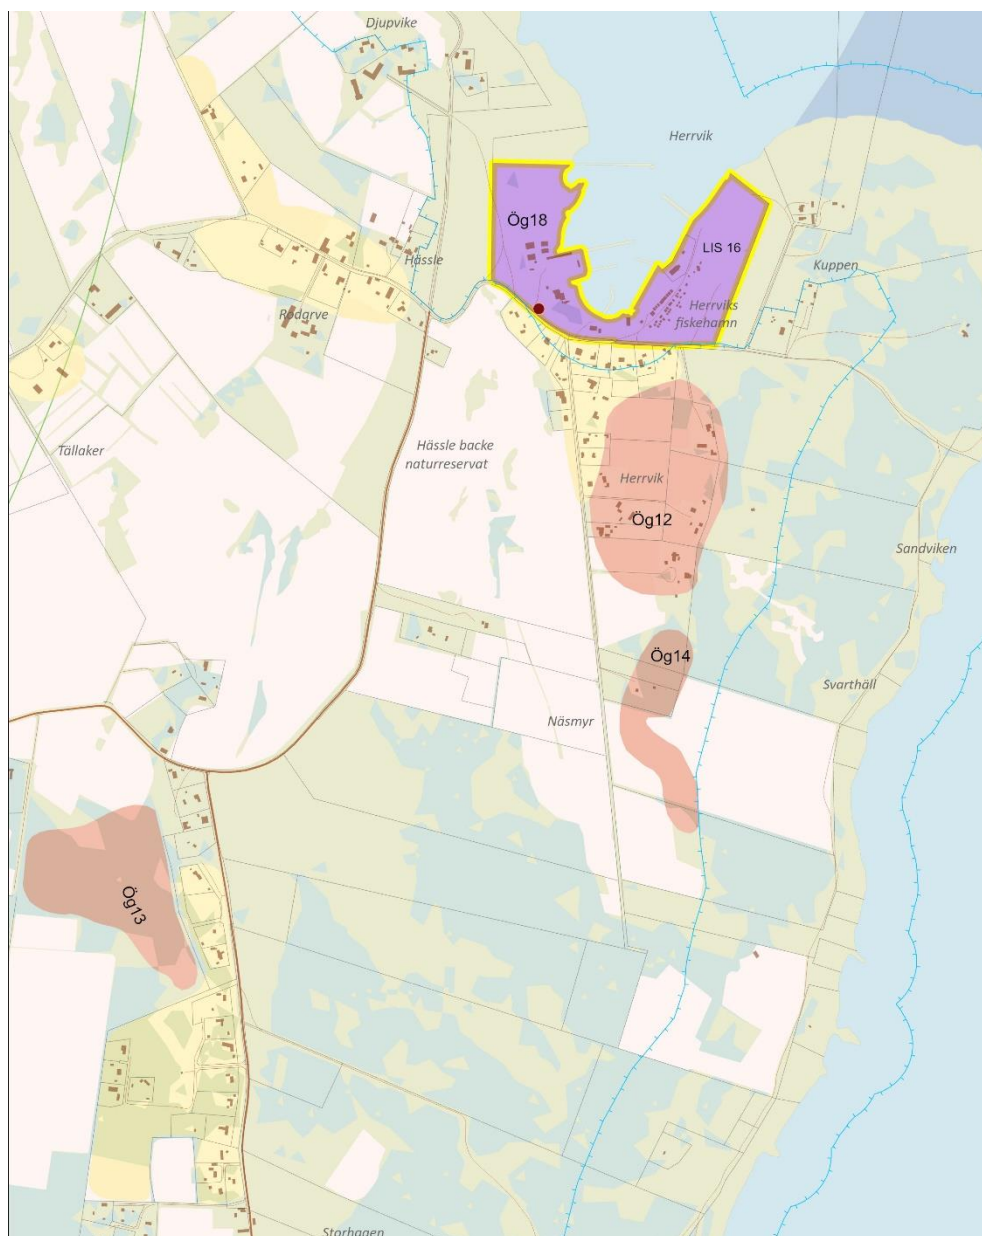 Djupvike
Herrvik
Ög18
LIS 16
Hässle
Kuppen
Rodarve
Herrviks
fiskehamn
Tällaker
Hässle backe
naturreservat
Herrvik
Ög12
Sandviken
Ög14
Svarthäll
Näsmyr
Ög13
Storhagen